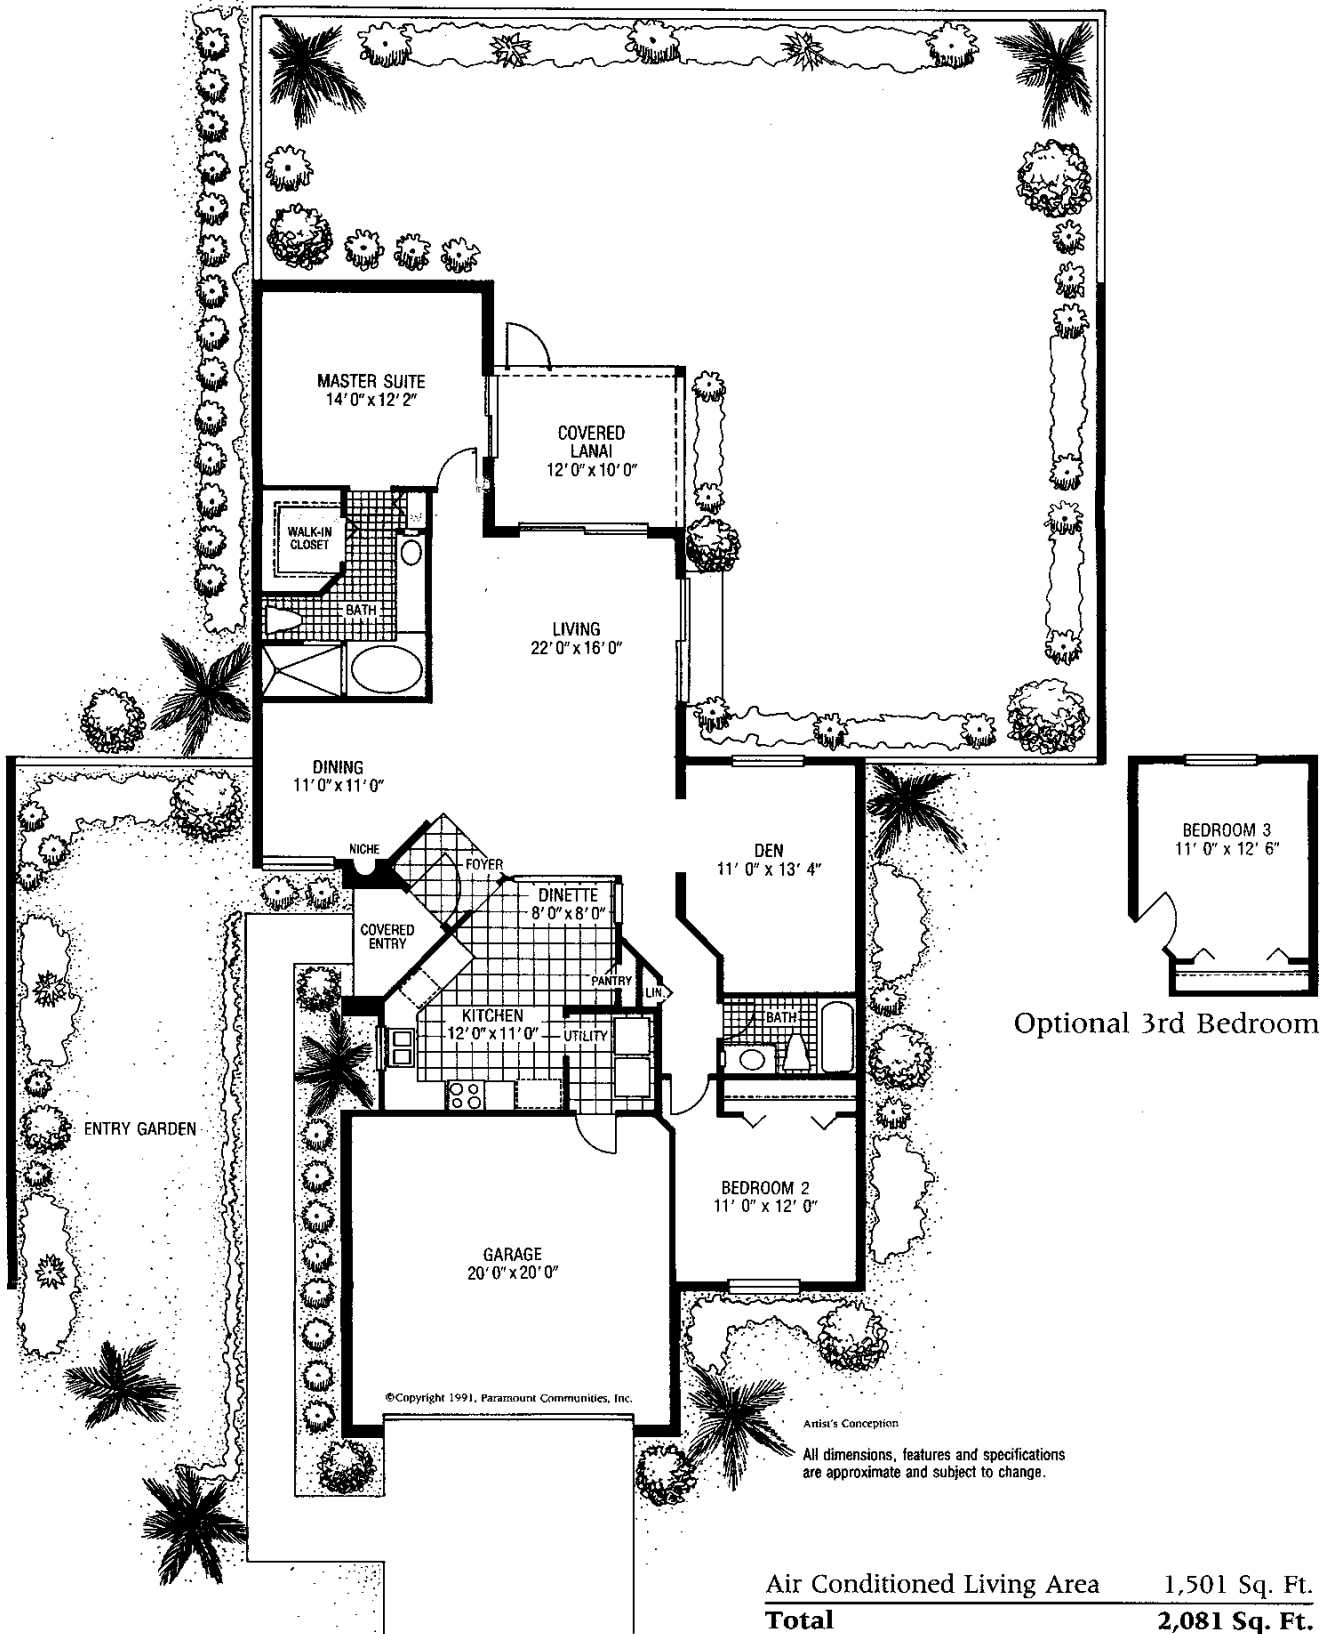 MASTER SUITE
14'0" x 12'2"
COVERED
LANAI
12'0" x 10'0"
WALK-IN
CLOSET
BATH
LIVING
22'0" x 16'0"
DINING
11'0" x 11'0"
NICHE
FOYER
DEN
11' 0" x 13' 4"
BEDROOM 3
11' 0" x 12' 6"
DINETTE
8'0" x 8'0"
COVERED
ENTRY
PANTRY
LIN
KITCHEN
12'0" x 11'0"
UTILITY
BATH
Optional 3rd Bedroom
ENTRY GARDEN
BEDROOM 2
11' 0" x 12' 0"
GARAGE
20'0" x 20'0"
©Copyright 1991, Paramount Communities, Inc.
Artist's Conception
All dimensions, features and specifications
are approximate and subject to change.
Air Conditioned Living Area 1,501 Sq. Ft.
Total 2,081 Sq. Ft.